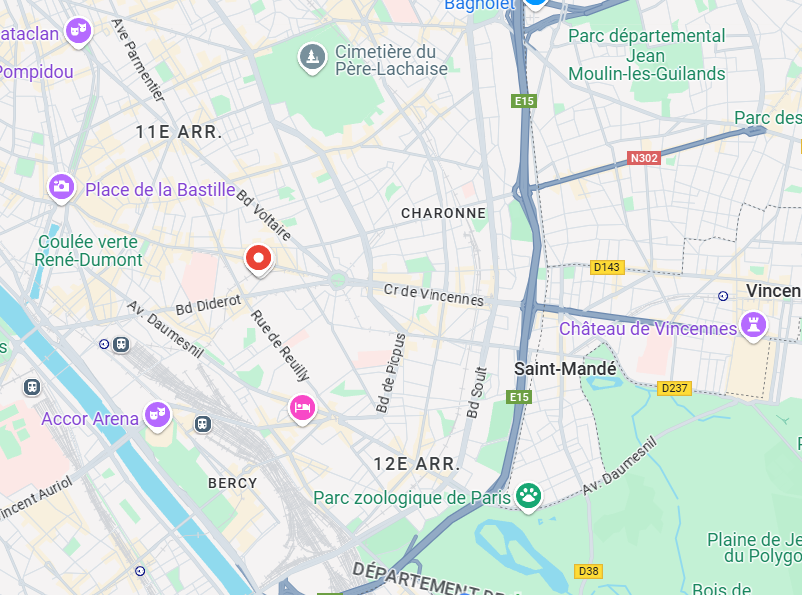 Bagnolet
ataclan
Ave Parmentier
Cimetière du
Père-Lachaise
Parc départemental
Jean
Moulin-les-Guilands
Pompidou
E15
Parc des
11E ARR.
N302
Place de la Bastille
Bd Voltaire
CHARONNE
Coulée verte
René-Dumont
D143
Cr de Vincennes
Vincen
Bd Diderot
Av. Daumesnil
Rue de Reuilly
Château de Vincennes
s
Bd de Picpus
Saint-Mandé
Bd Soult
D237
E15
Accor Arena
12E ARR.
Av. Daumesnil
BERCY
Vincent Auriol
Parc zoologique de Paris
Plaine de Je
du Polygo
D38
DÉPARTEMENT DE
Bois de